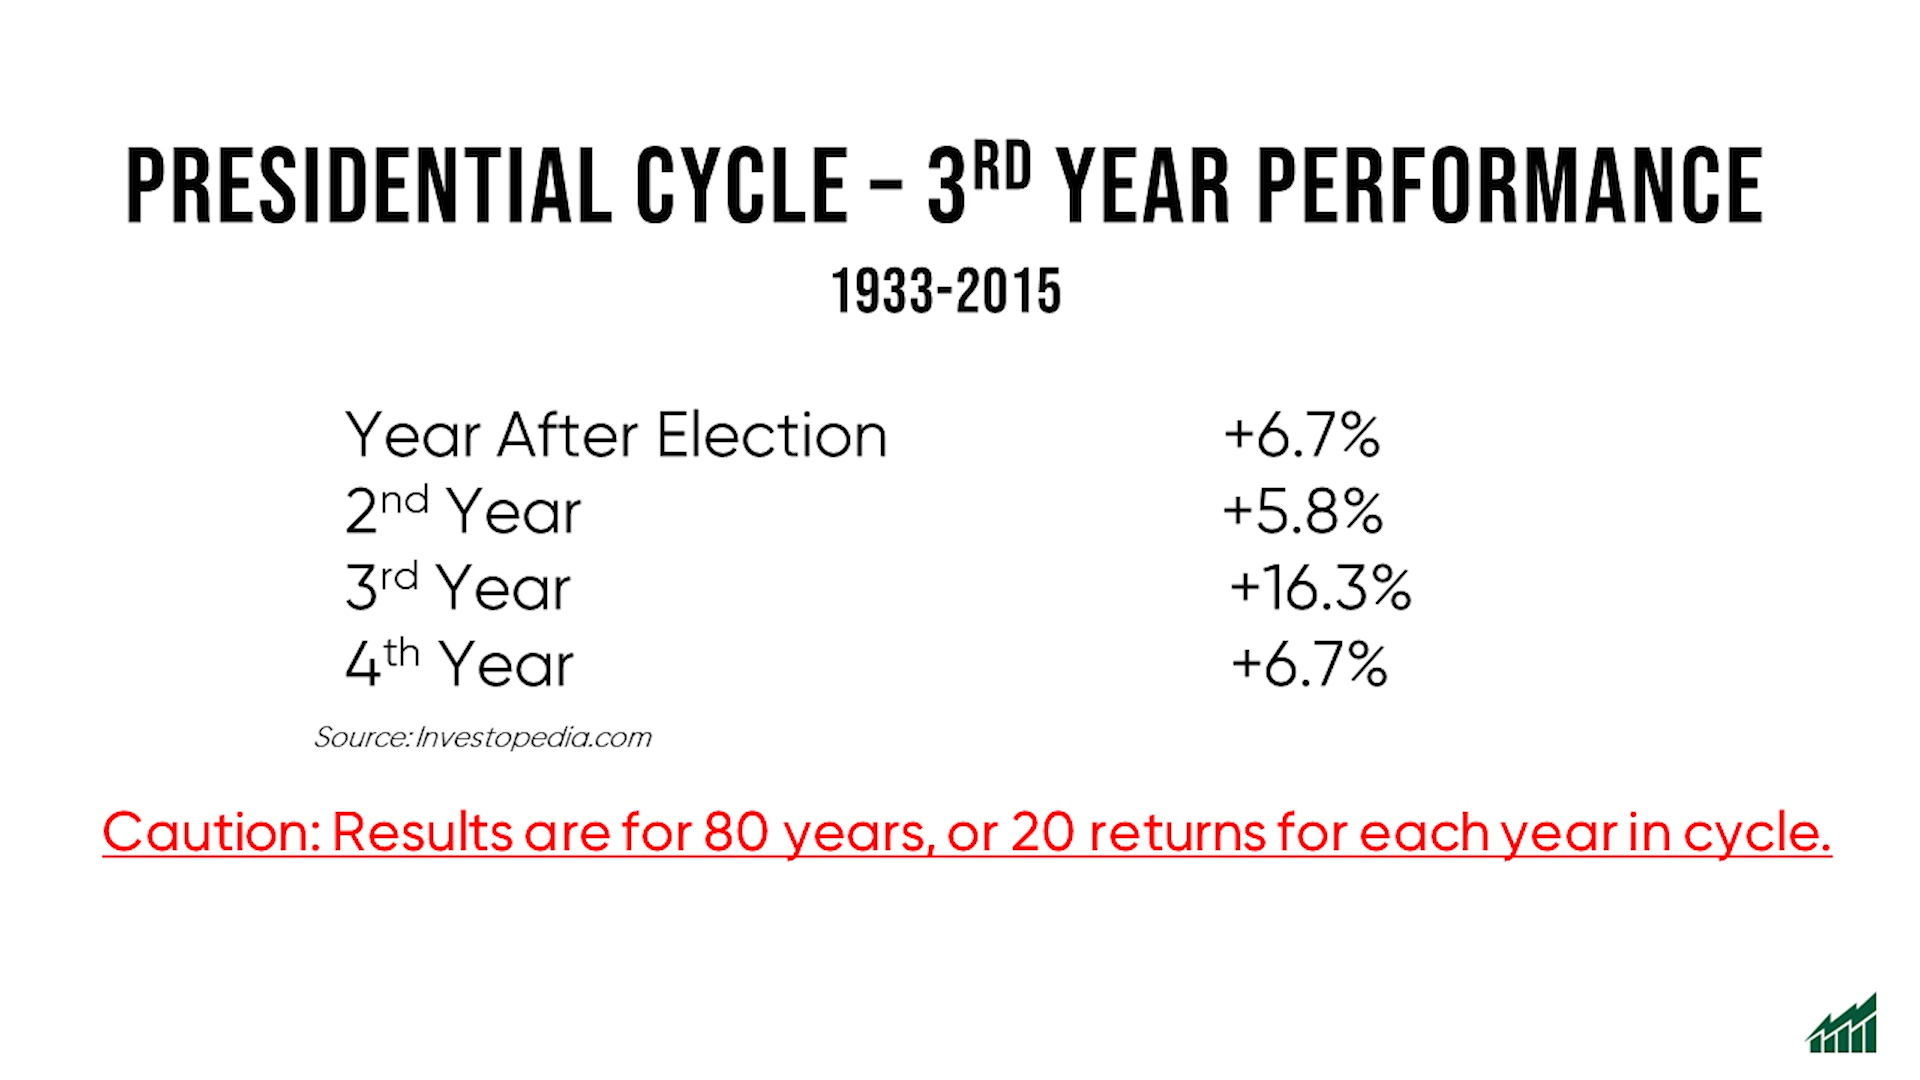 PRESIDENTIAL CYCLE – 3RD YEAR PERFORMANCE
1933-2015
Year After Election +6.7%
2nd Year +5.8%
3rd Year +16.3%
4th Year +6.7%
Source: Investopedia.com
Caution: Results are for 80 years, or 20 returns for each year in cycle.